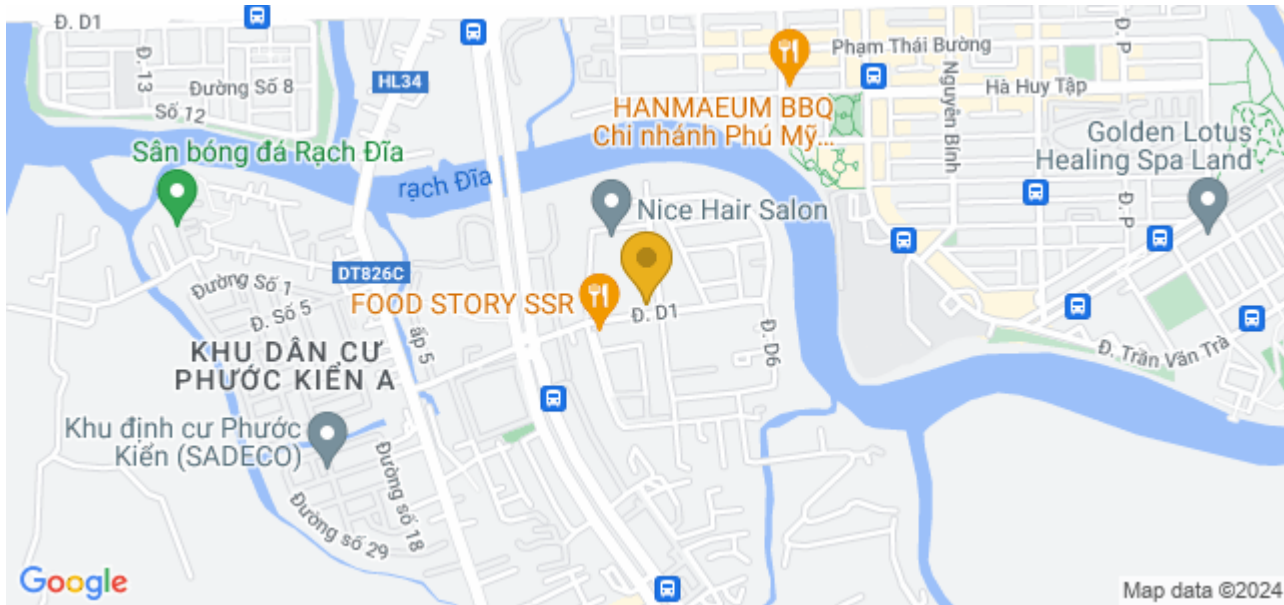 Đ. D1
Đ. 13
Đường Số 8
Số 12
HL34
Phạm Thái Bường
Đ. P
Hà Huy Tập
Nguyễn Bính
HANMAEUM BBQ
Chi nhánh Phú Mỹ...
Golden Lotus
Healing Spa Land
Sân bóng đá Rạch Đĩa
rạch Đĩa
Nice Hair Salon
Đ. P
DT826C
Đường Số 1
FOOD STORY SSR
Đ. D1
Đ. Số 5
ấp 5
Đ. D6
Đ. Trần Văn Trà
KHU DÂN CƯ
PHƯỚC KIỂN A
Khu định cư Phước
Kiển (SADECO)
Đường số 18
Đường số 29
Google
Map data ©2024